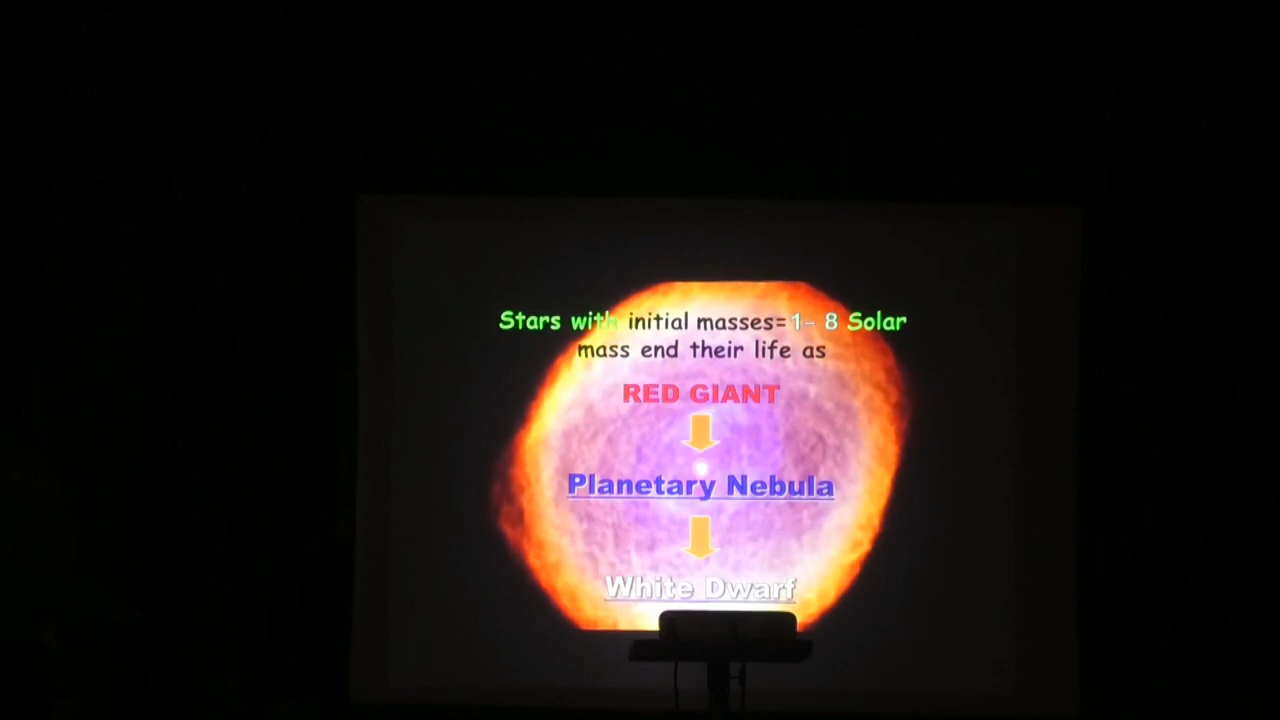 Stars with initial masses=1- 8 Solar
mass end their life as
RED GIANT
Planetary Nebula
White Dwarf